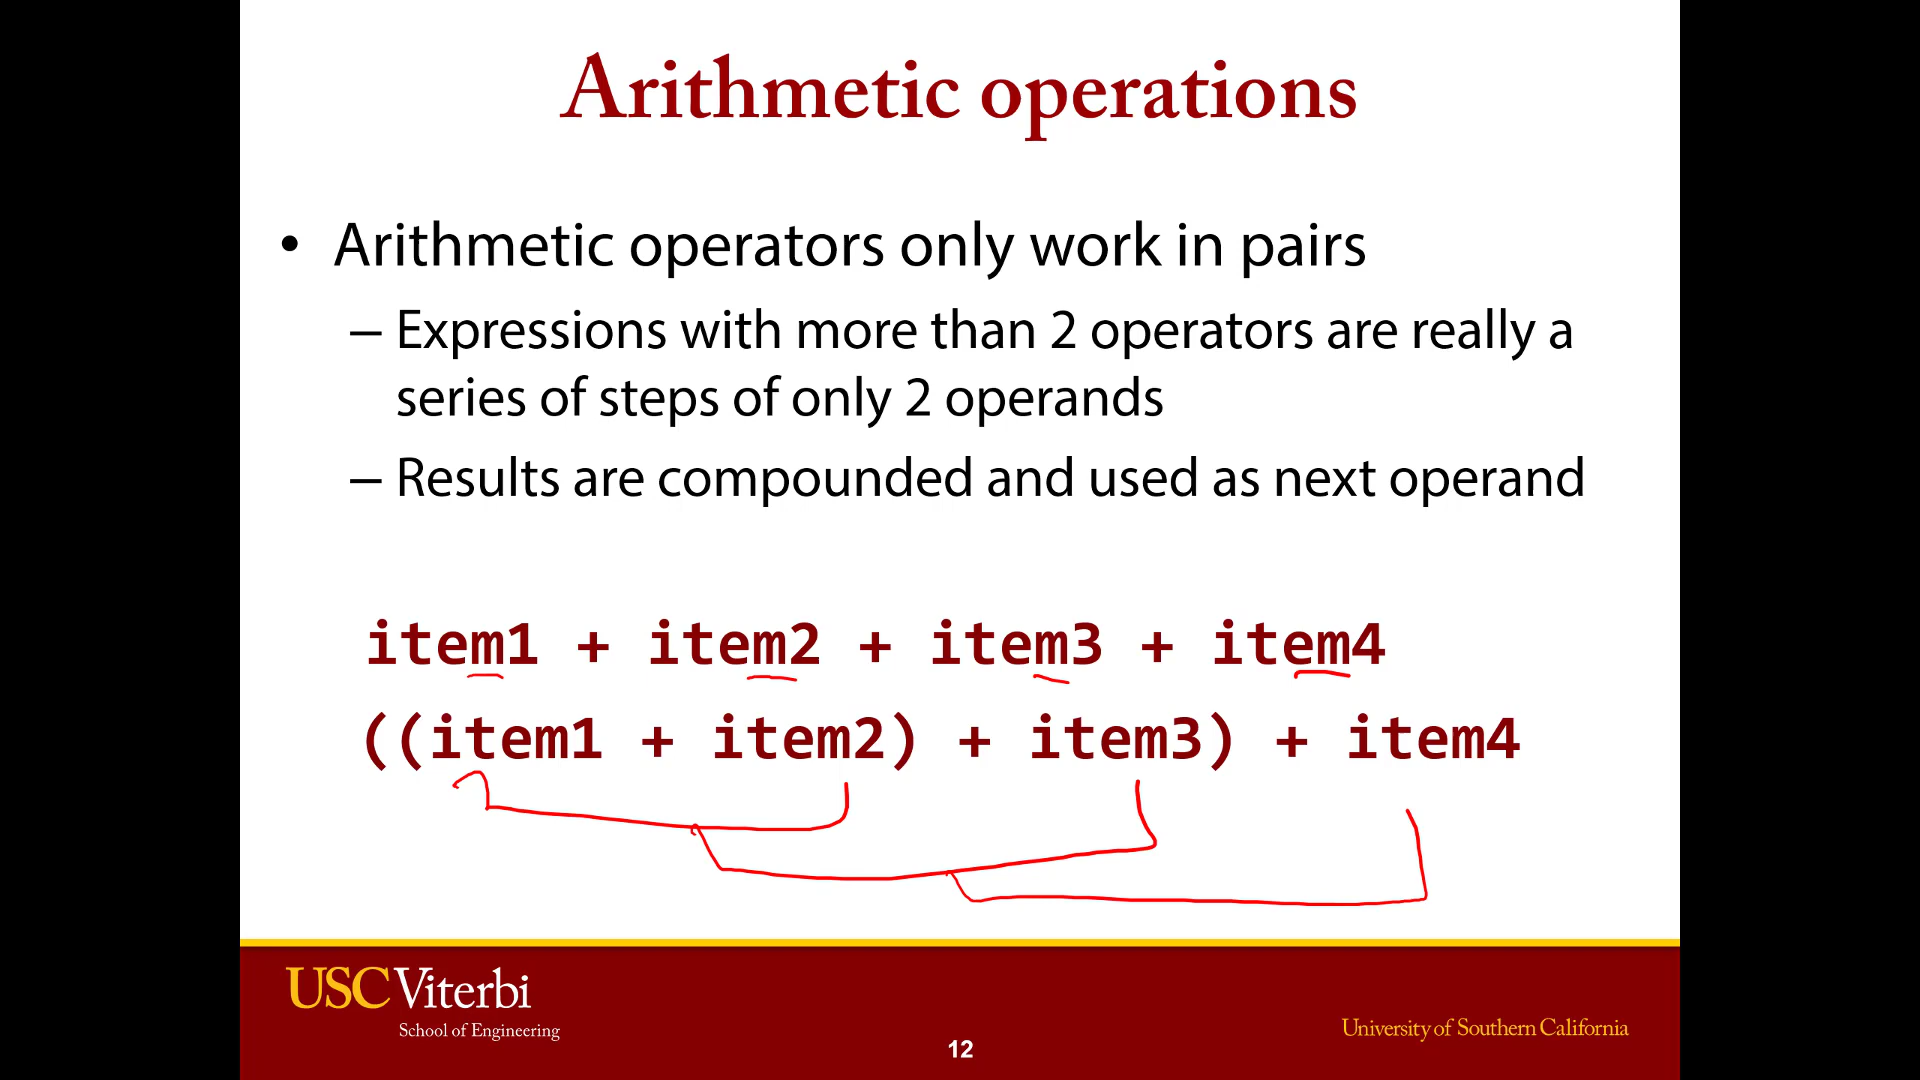 Arithmetic operations
• Arithmetic operators only work in pairs
– Expressions with more than 2 operators are really a
series of steps of only 2 operands
– Results are compounded and used as next operand
item1 + item2 + item3 + item4
((item1 + item2) + item3) + item4
USC Viterbi
School of Engineering
University of Southern California
12